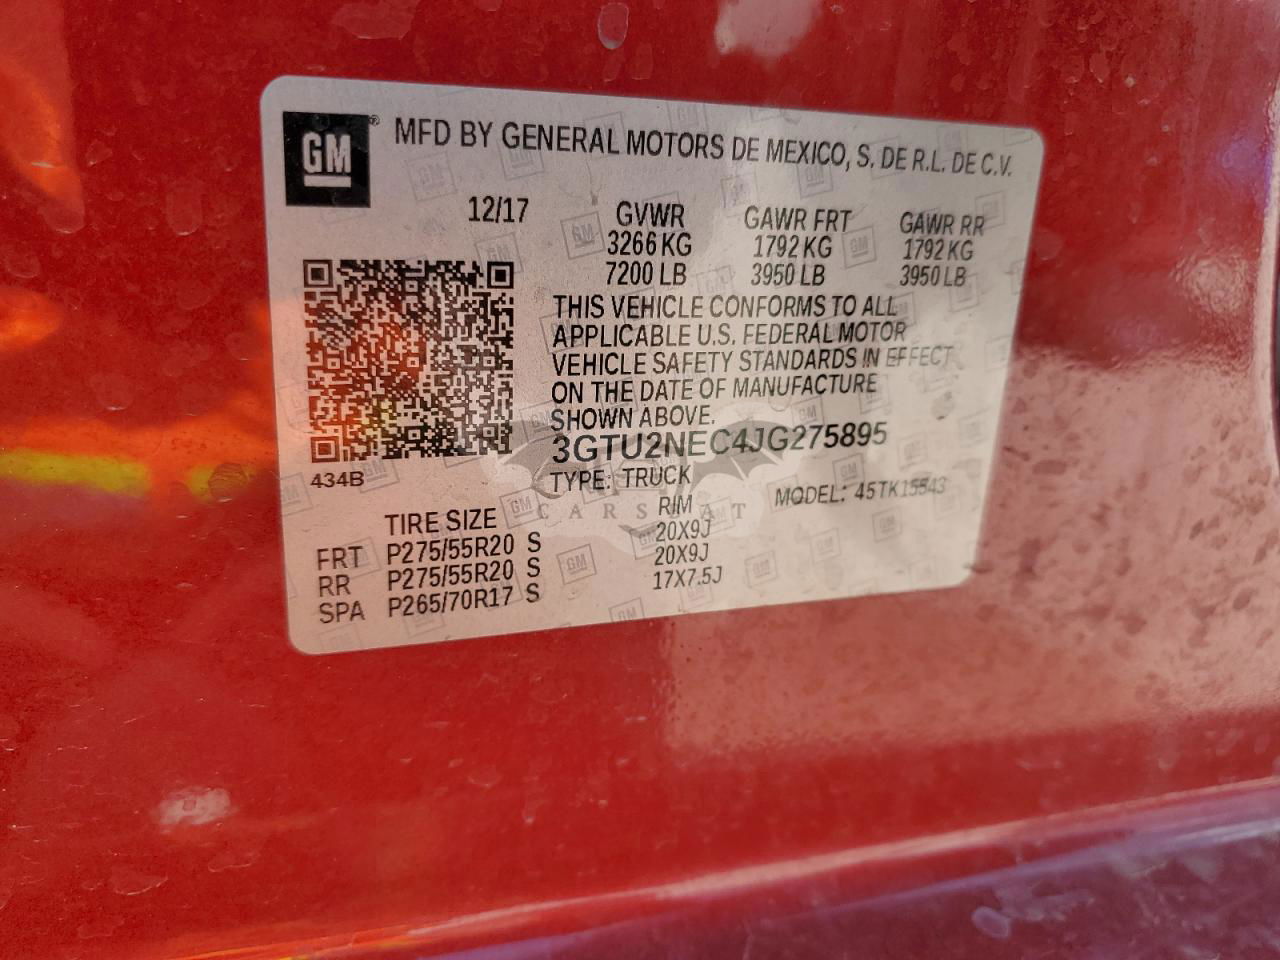 GM
MFD BY GENERAL MOTORS DE MEXICO, S. DE R.L. DE C.V.
12/17 GVWR GAWR FRT GAWR RR
3266 KG 1792 KG 1792 KG
7200 LB 3950 LB 3950 LB
THIS VEHICLE CONFORMS TO ALL
APPLICABLE U.S. FEDERAL MOTOR
VEHICLE SAFETY STANDARDS IN EFFECT
ON THE DATE OF MANUFACTURE
SHOWN ABOVE.
3GTU2NEC4JG275895
434B
TYPE: TRUCK MODEL: 45TK15543
CARSBAT
TIRE SIZE RIM
FRT P275/55R20 S 20X9J
RR P275/55R20 S 20X9J
SPA P265/70R17 S 17X7.5J